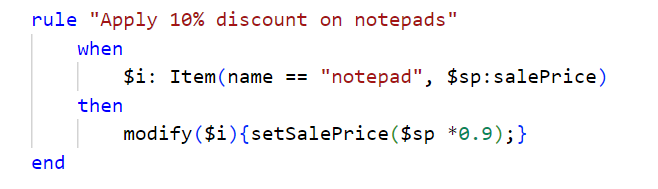 rule "Apply 10% discount on notepads"
    when
        $i: Item(name == "notepad", $sp:salePrice)
    then
        modify($i){setSalePrice($sp *0.9);}
end